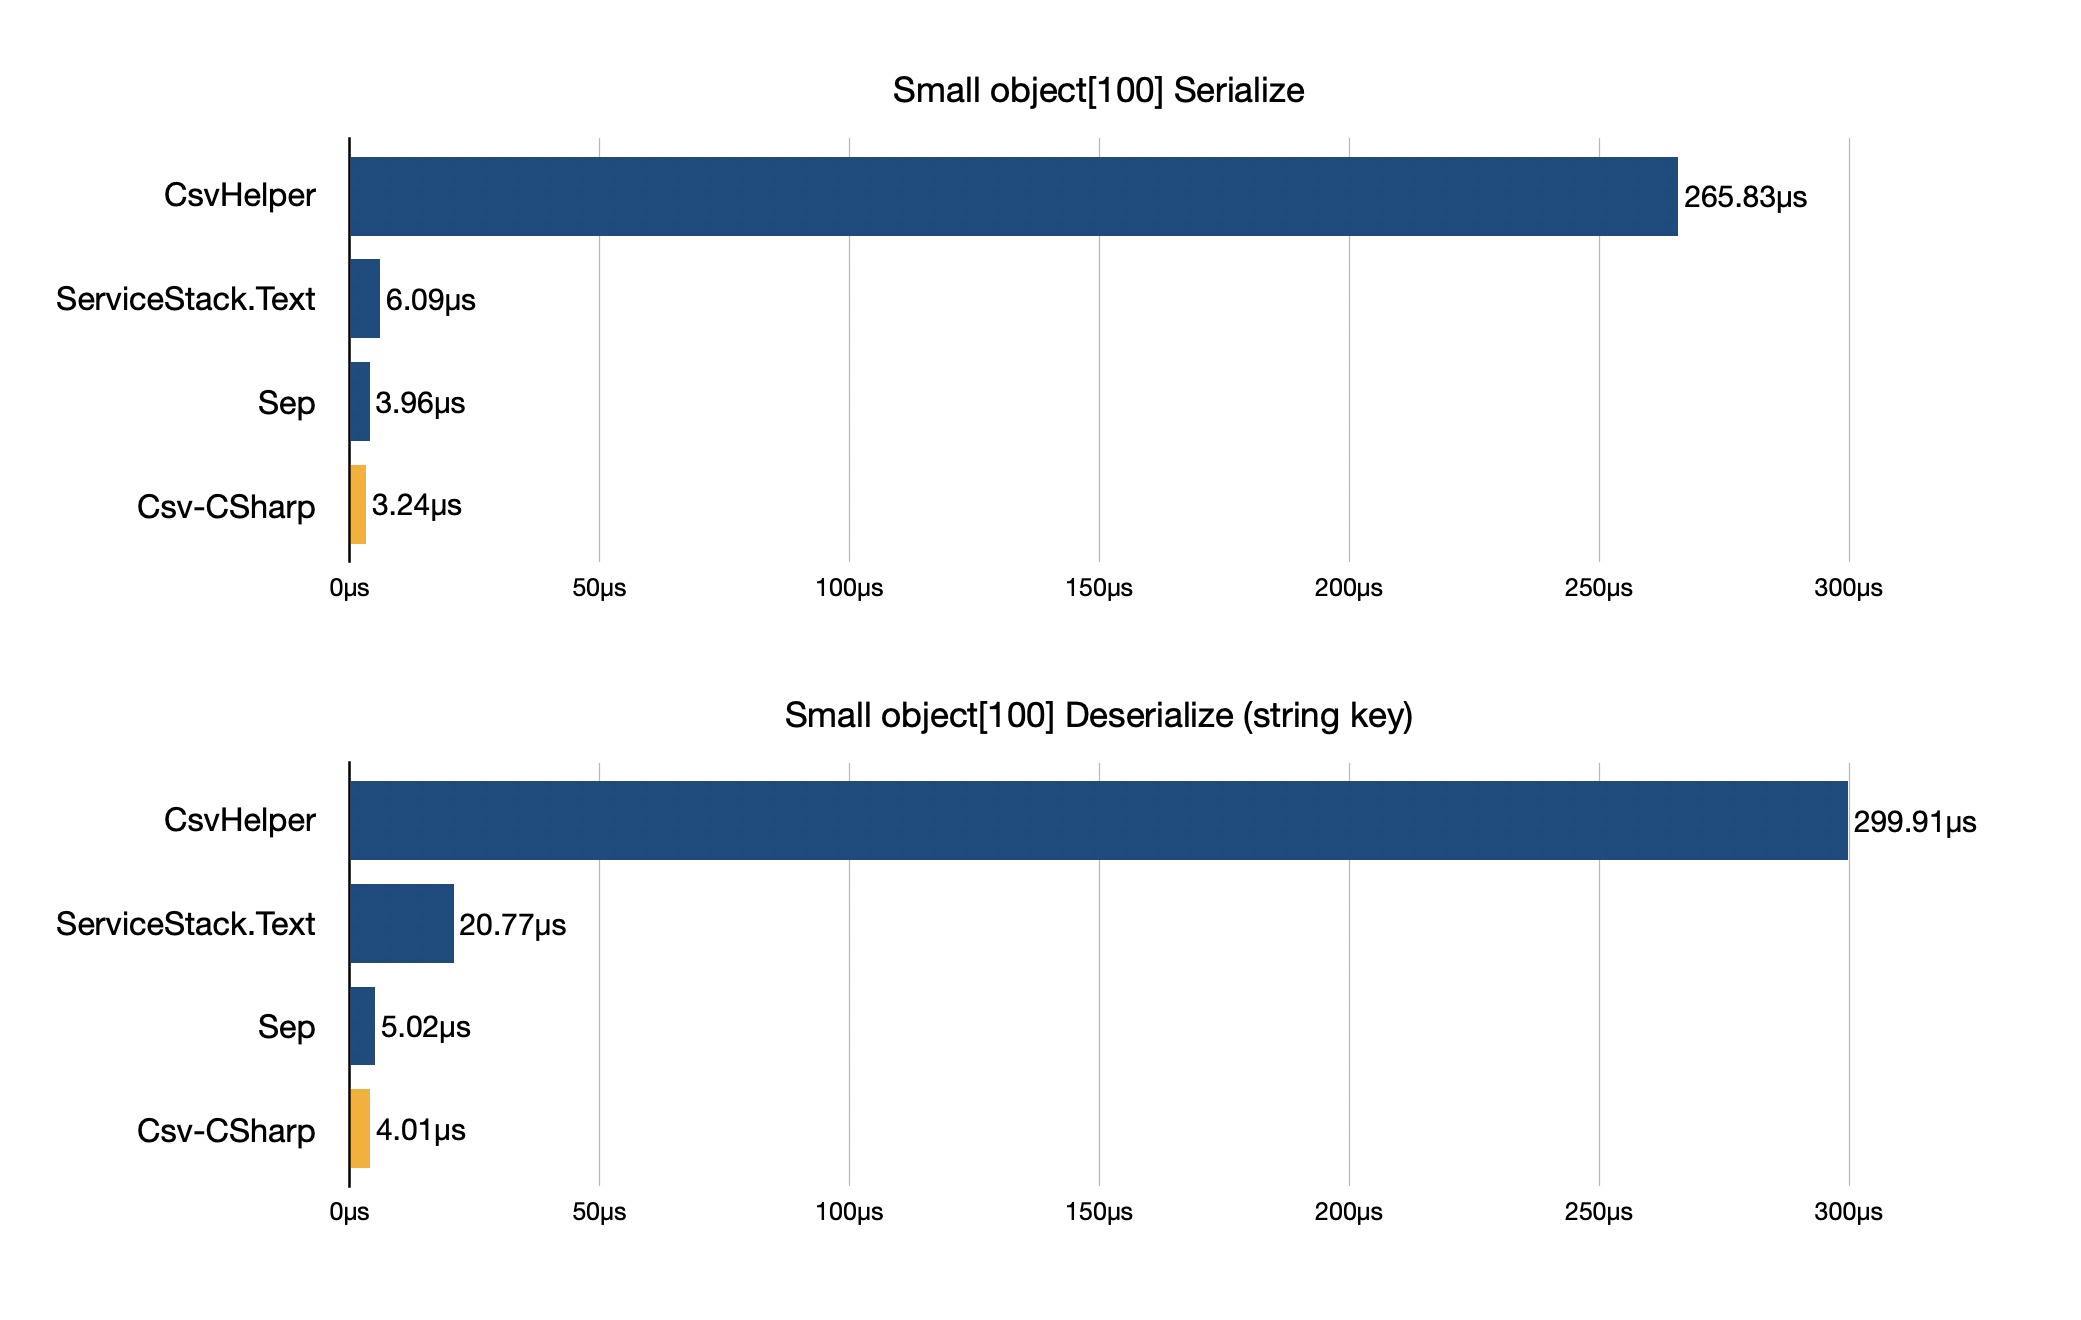 Small object[100] Serialize
CsvHelper
265.83µs
ServiceStack.Text
6.09µs
Sep
3.96µs
Csv-CSharp
3.24µs
0µs 50µs 100µs 150µs 200µs 250µs 300µs
Small object[100] Deserialize (string key)
CsvHelper
299.91µs
ServiceStack.Text
20.77µs
Sep
5.02µs
Csv-CSharp
4.01µs
0µs 50µs 100µs 150µs 200µs 250µs 300µs